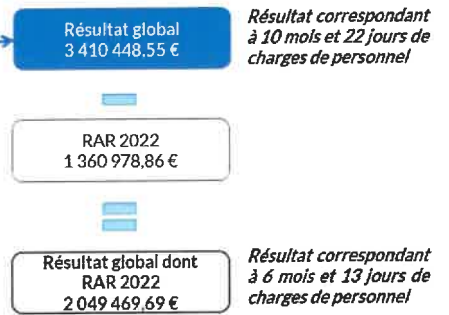 Résultat global
3 410 448,55 €
Résultat correspondant
à 10 mois et 22 jours de
charges de personnel
RAR 2022
1 360 978,86 €
Résultat global dont
RAR 2022
2 049 469,69 €
Résultat correspondant
à 6 mois et 13 jours de
charges de personnel